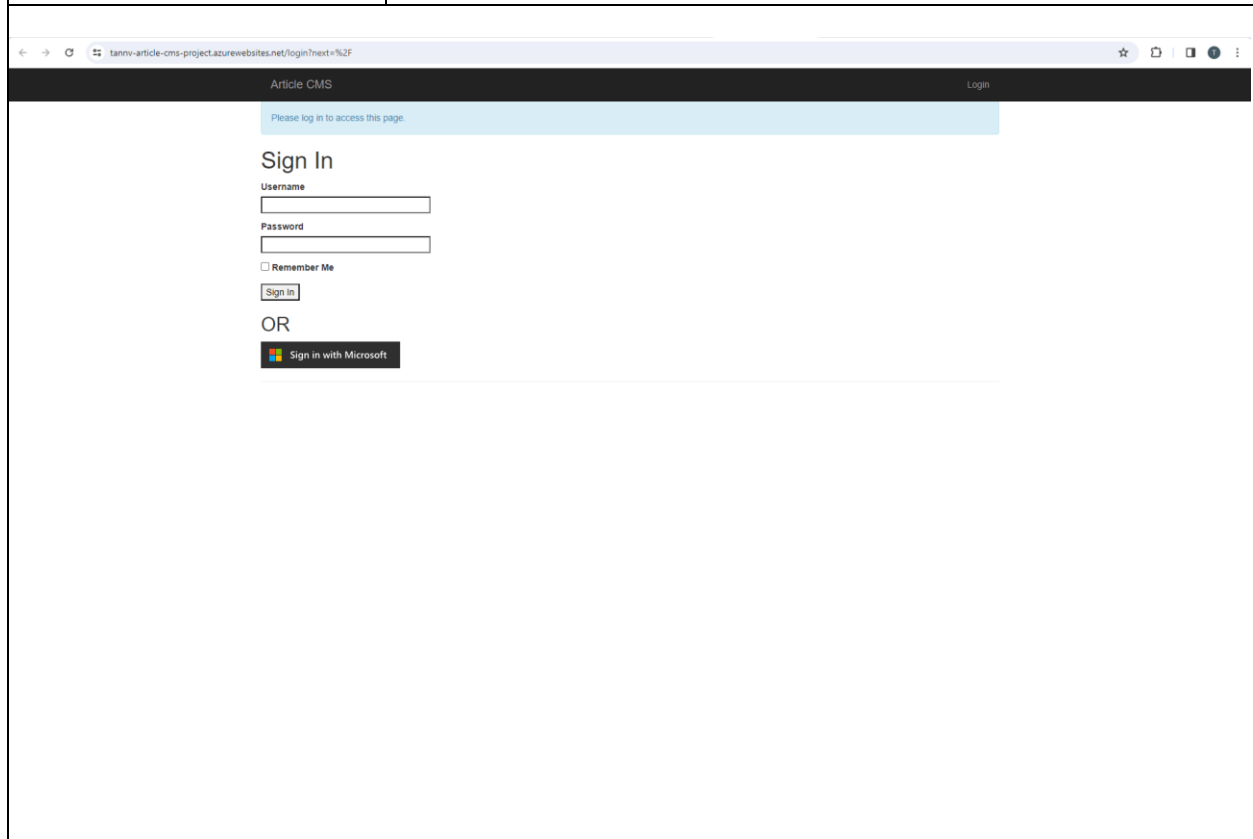 tannv-article-cms-project.azurewebsites.net/login?next=%2F
T
Article CMS
Login
Please log in to access this page.
Sign In
Username
Password
Remember Me
Sign In
OR
Sign in with Microsoft